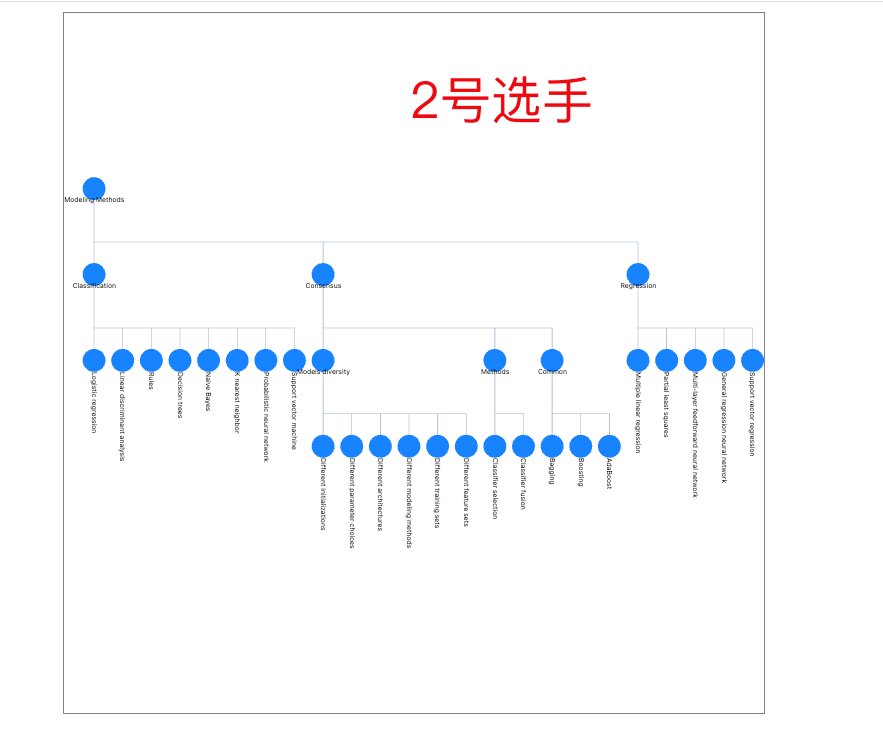 2号选手
Modeling Methods
Classification
Consensus
Regression
Models diversity
Methods
Common
Logistic regression
Linear discriminant analysis
Rules
Decision trees
Naive Bayes
K nearest neighbor
Probabilistic neural network
Support vector machine
Multiple linear regression
Partial least squares
Multi-layer feedforward neural network
General regression neural network
Support vector regression
Different initializations
Different parameter choices
Different architectures
Different modeling methods
Different training sets
Different feature sets
Classifier selection
Classifier fusion
Bagging
Boosting
AdaBoost